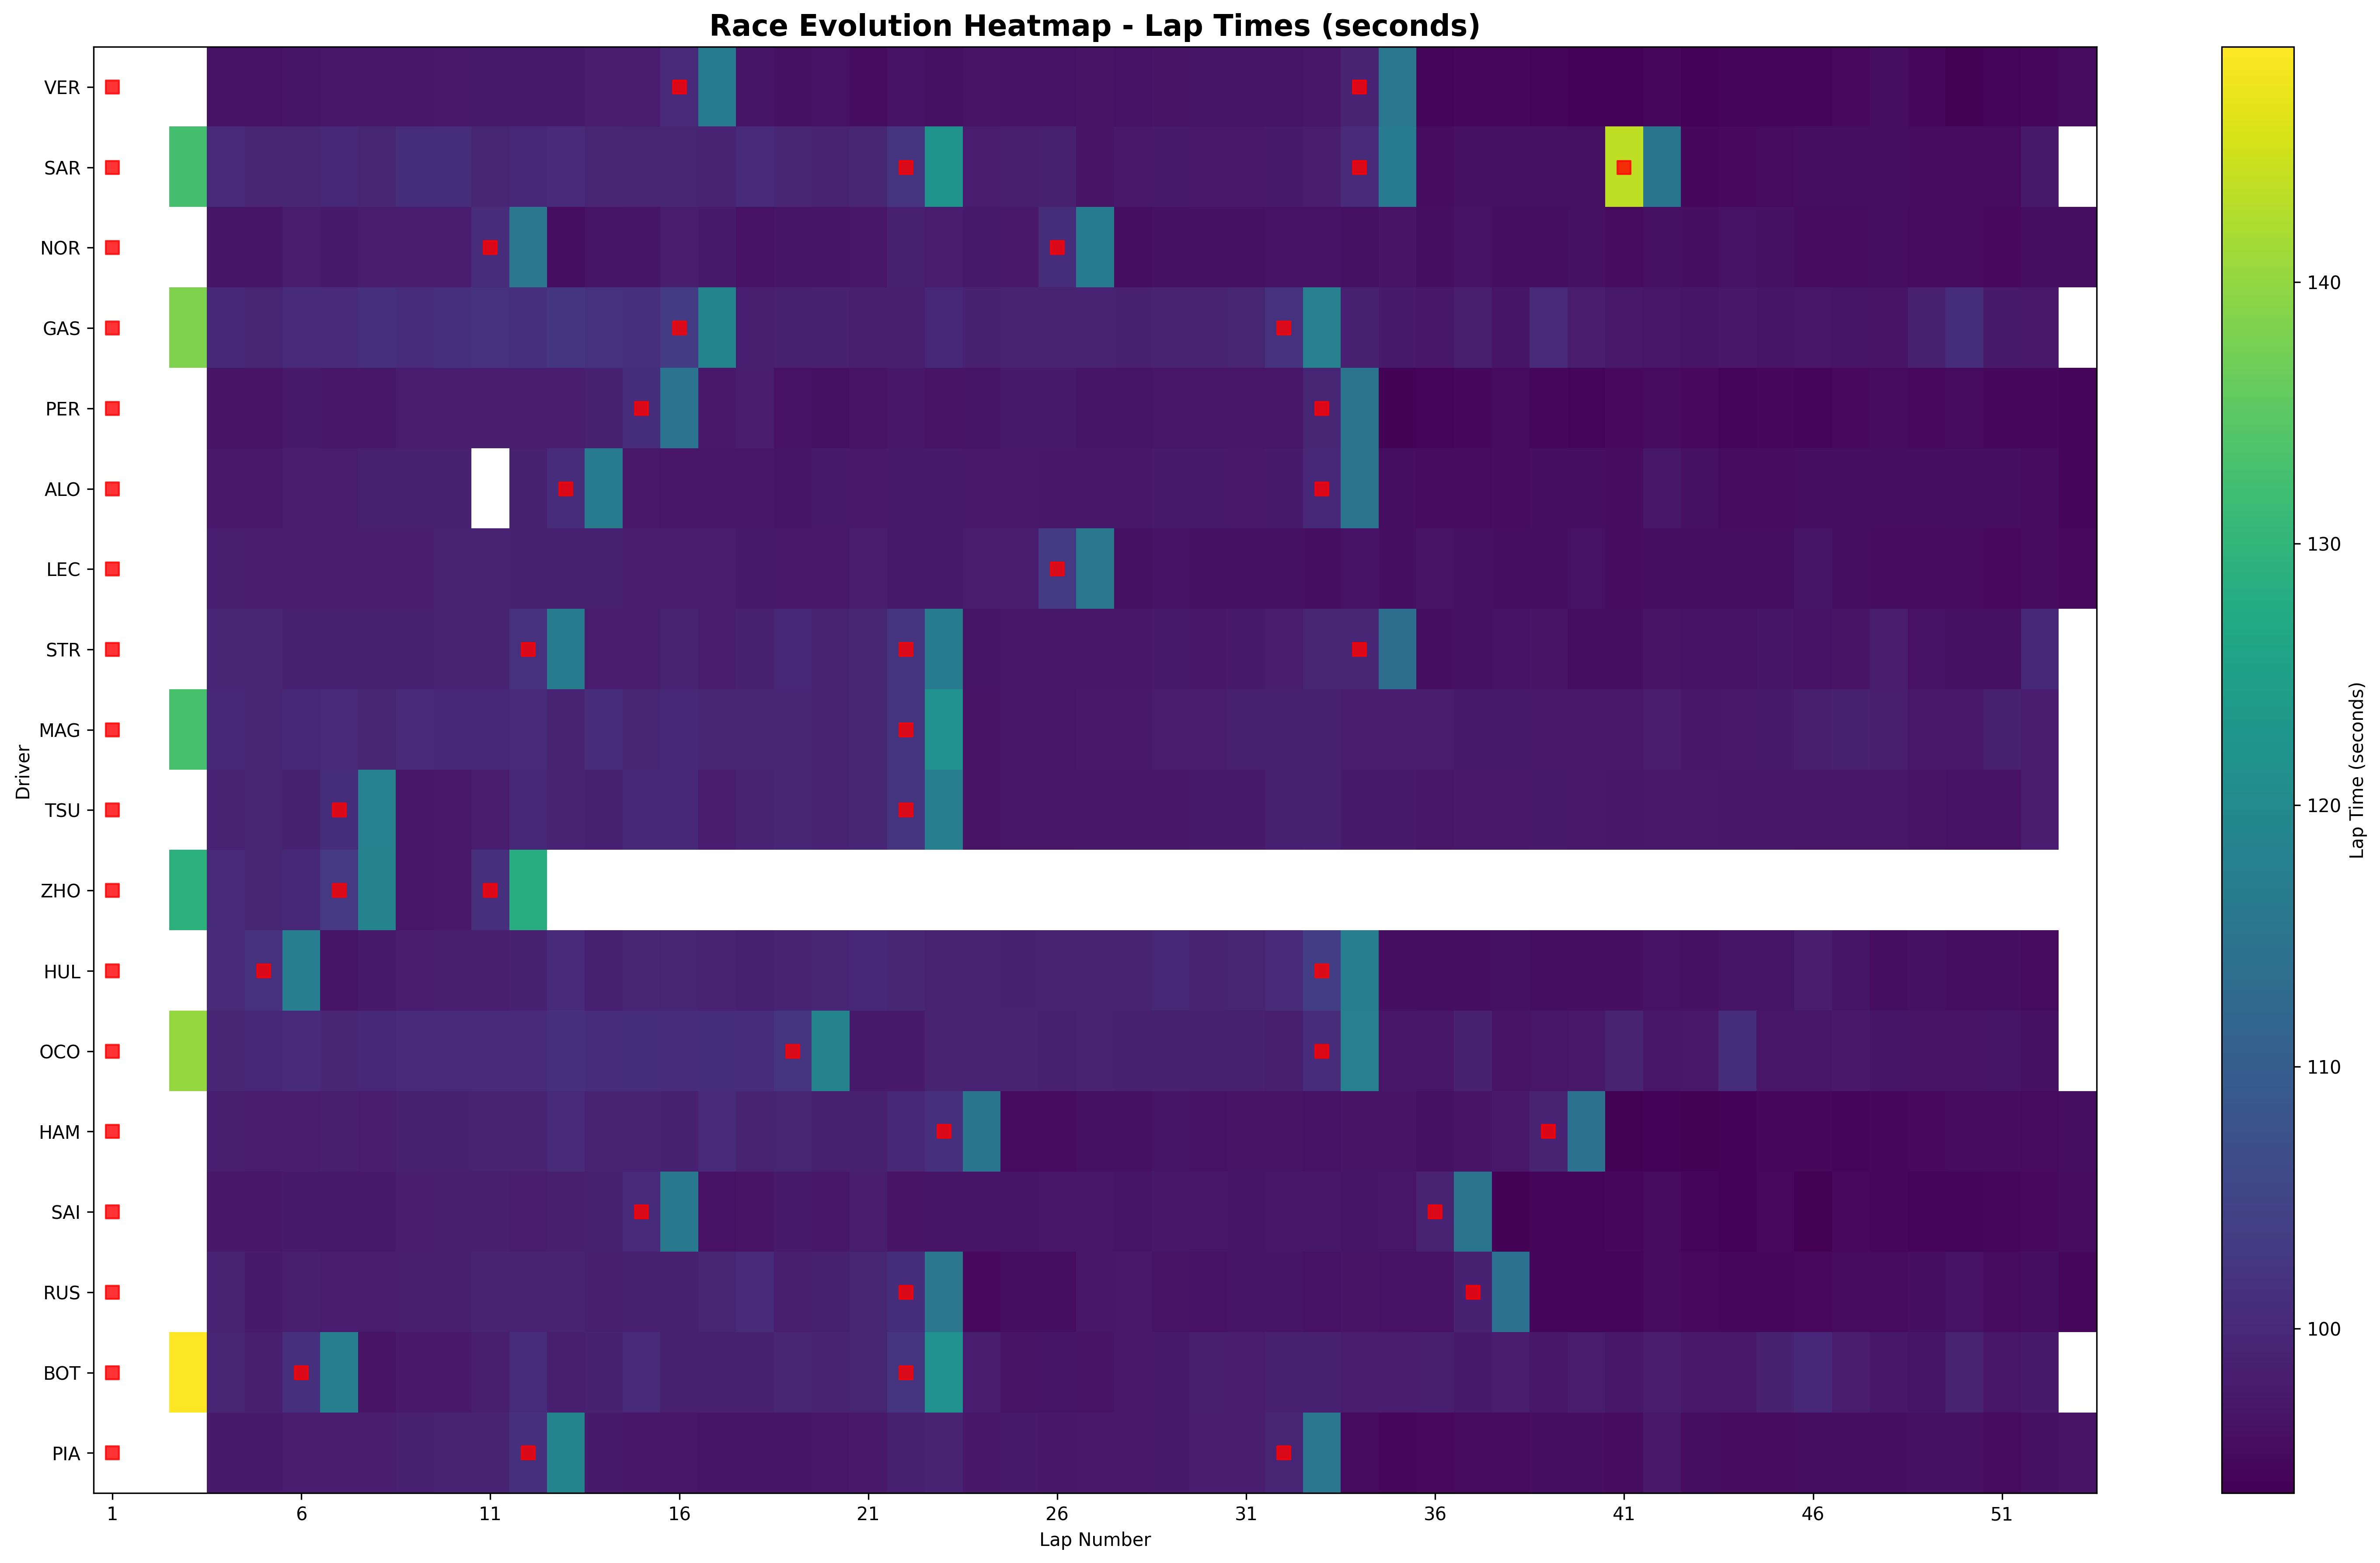 Race Evolution Heatmap - Lap Times (seconds)
VER
SAR
NOR
GAS
PER
ALO
LEC
STR
MAG
TSU
ZHO
HUL
OCO
HAM
SAI
RUS
BOT
PIA
Driver
1 6 11 16 21 26 31 36 41 46 51
Lap Number
140
130
120
110
100
Lap Time (seconds)